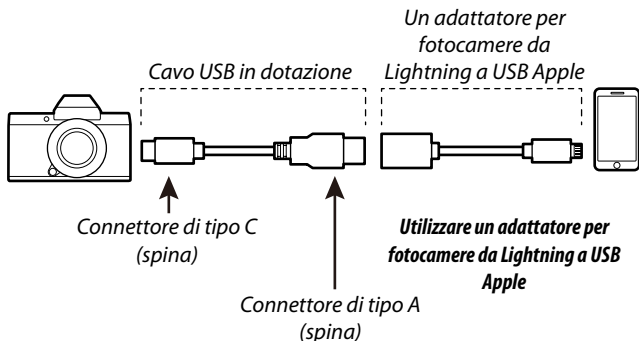 Un adattatore per
fotocamere da
Lightning a USB Apple
Cavo USB in dotazione
Connettore di tipo C
(spina)
Utilizzare un adattatore per
fotocamere da Lightning a USB
Apple
Connettore di tipo A
(spina)